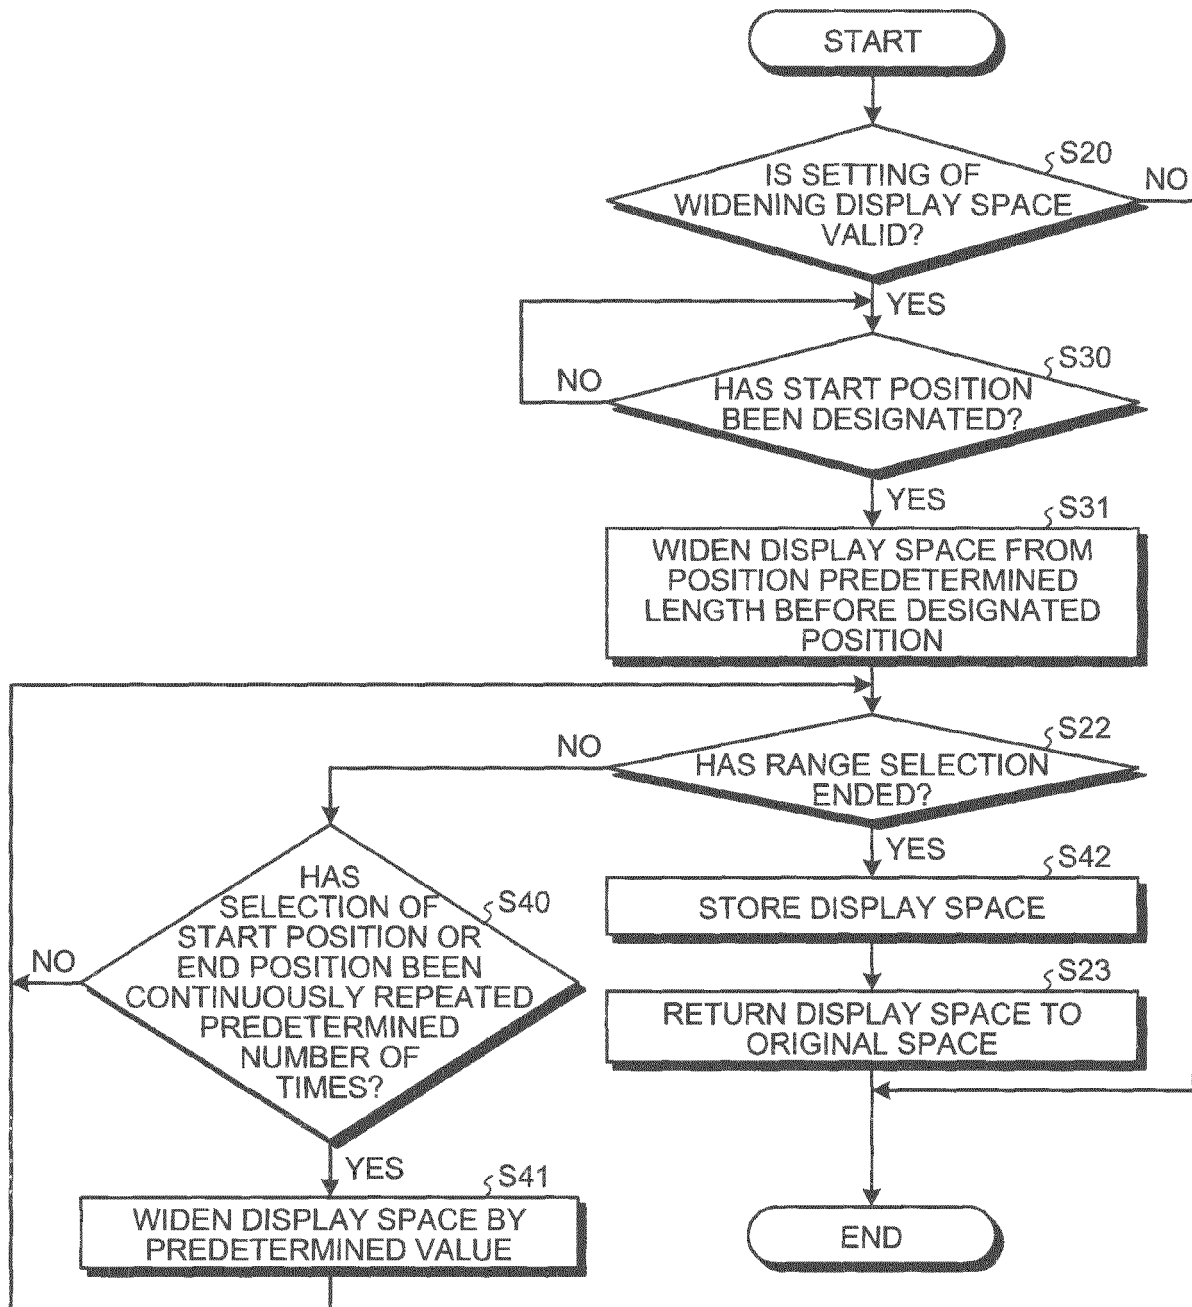 START
S20
IS SETTING OF
WIDENING DISPLAY SPACE
VALID?
NO
YES
S30
HAS START POSITION
BEEN DESIGNATED?
NO
YES
S31
WIDEN DISPLAY SPACE FROM
POSITION PREDETERMINED
LENGTH BEFORE DESIGNATED
POSITION
S22
HAS RANGE SELECTION
ENDED?
NO
YES
S40
HAS
SELECTION OF
START POSITION OR
END POSITION BEEN
CONTINUOUSLY REPEATED
PREDETERMINED
NUMBER OF
TIMES?
NO
YES
S41
WIDEN DISPLAY SPACE BY
PREDETERMINED VALUE
S42
STORE DISPLAY SPACE
S23
RETURN DISPLAY SPACE TO
ORIGINAL SPACE
END